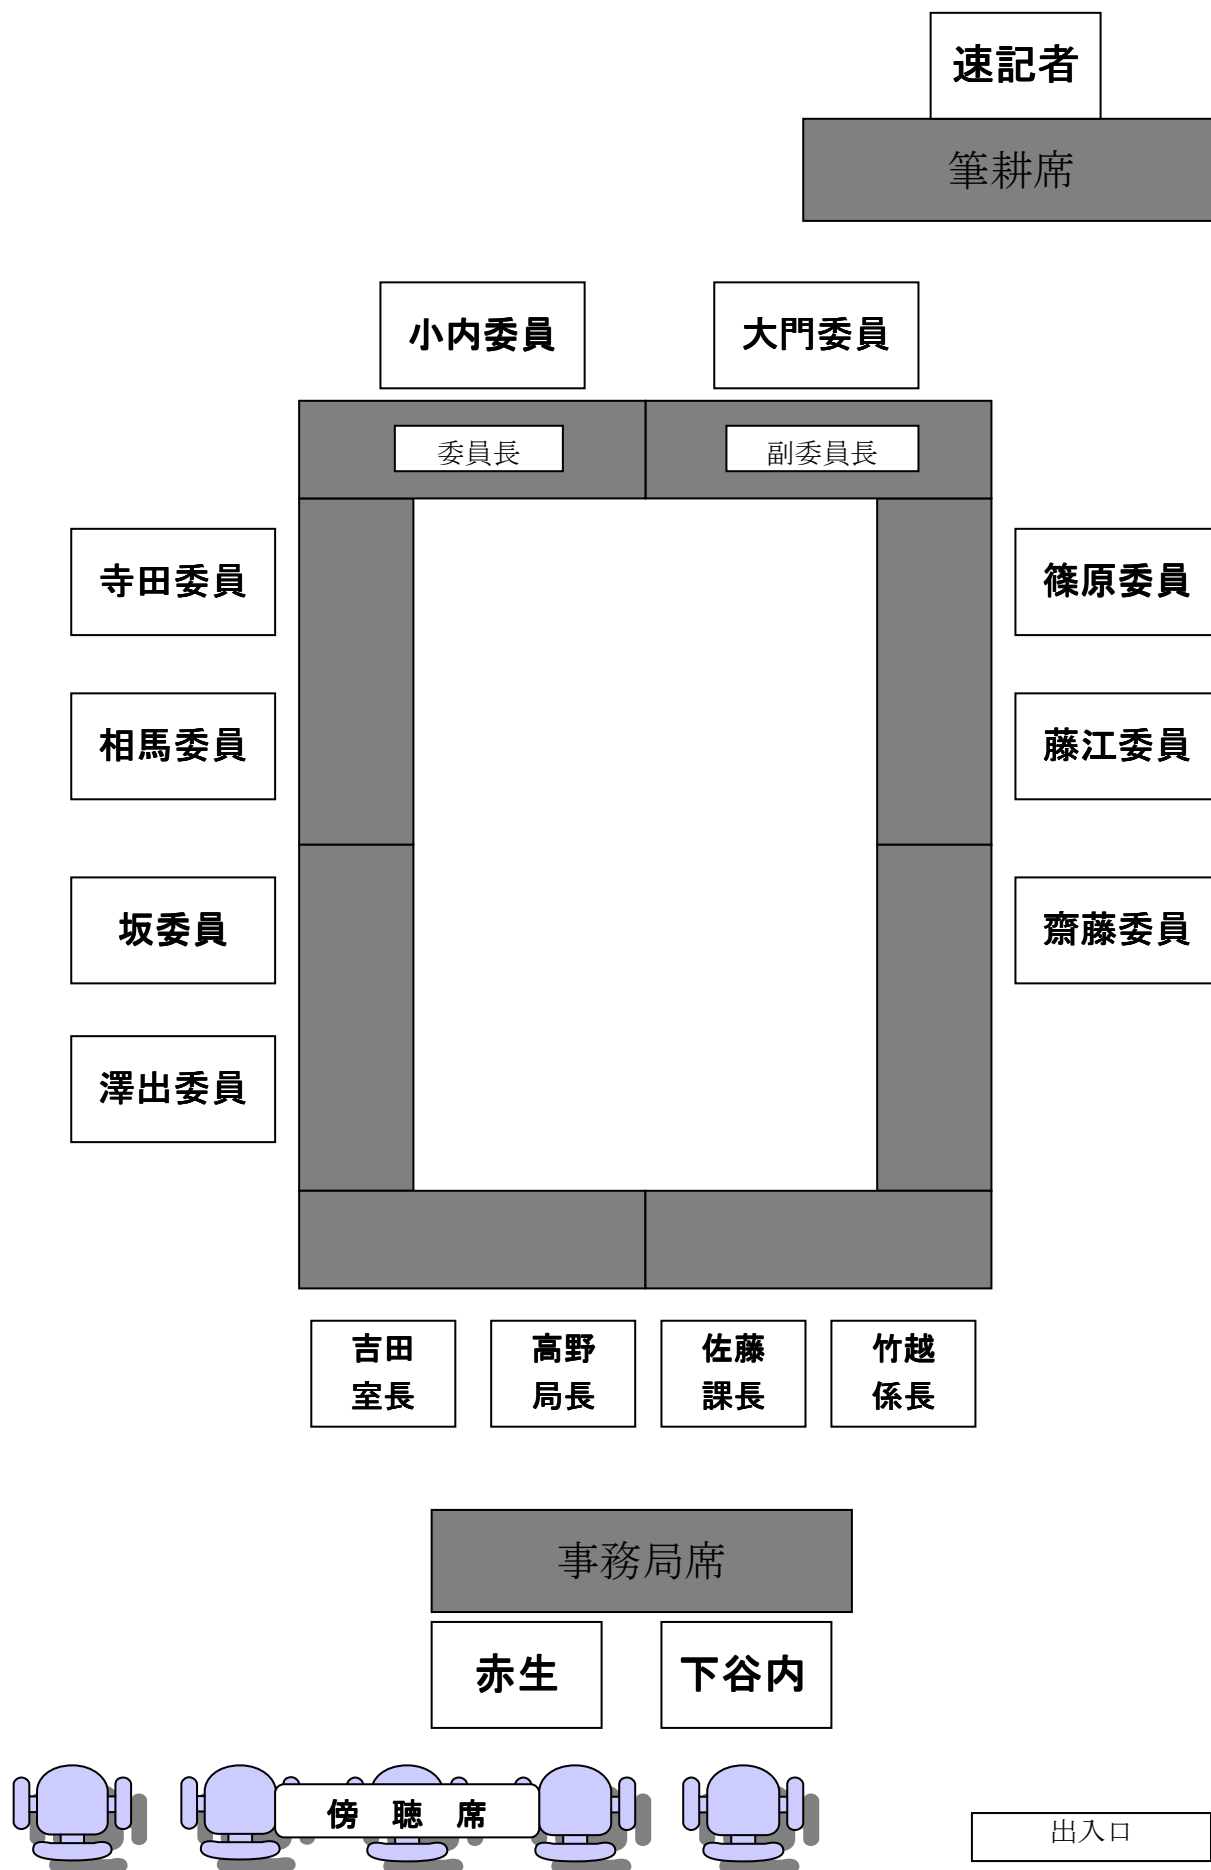 速記者
筆耕席
小内委員
大門委員
委員長
副委員長
寺田委員
篠原委員
相馬委員
藤江委員
坂委員
齋藤委員
澤出委員
吉田
室長
高野
局長
佐藤
課長
竹越
係長
事務局席
赤生
下谷内
傍　聴　席
出入口